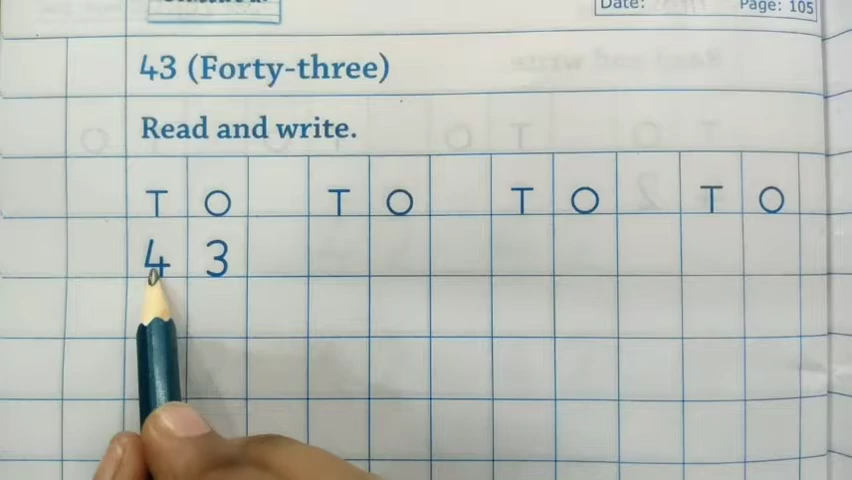 Date: Page: 105
43 (Forty-three)
Read and write.
T O T O T O T O
4 3